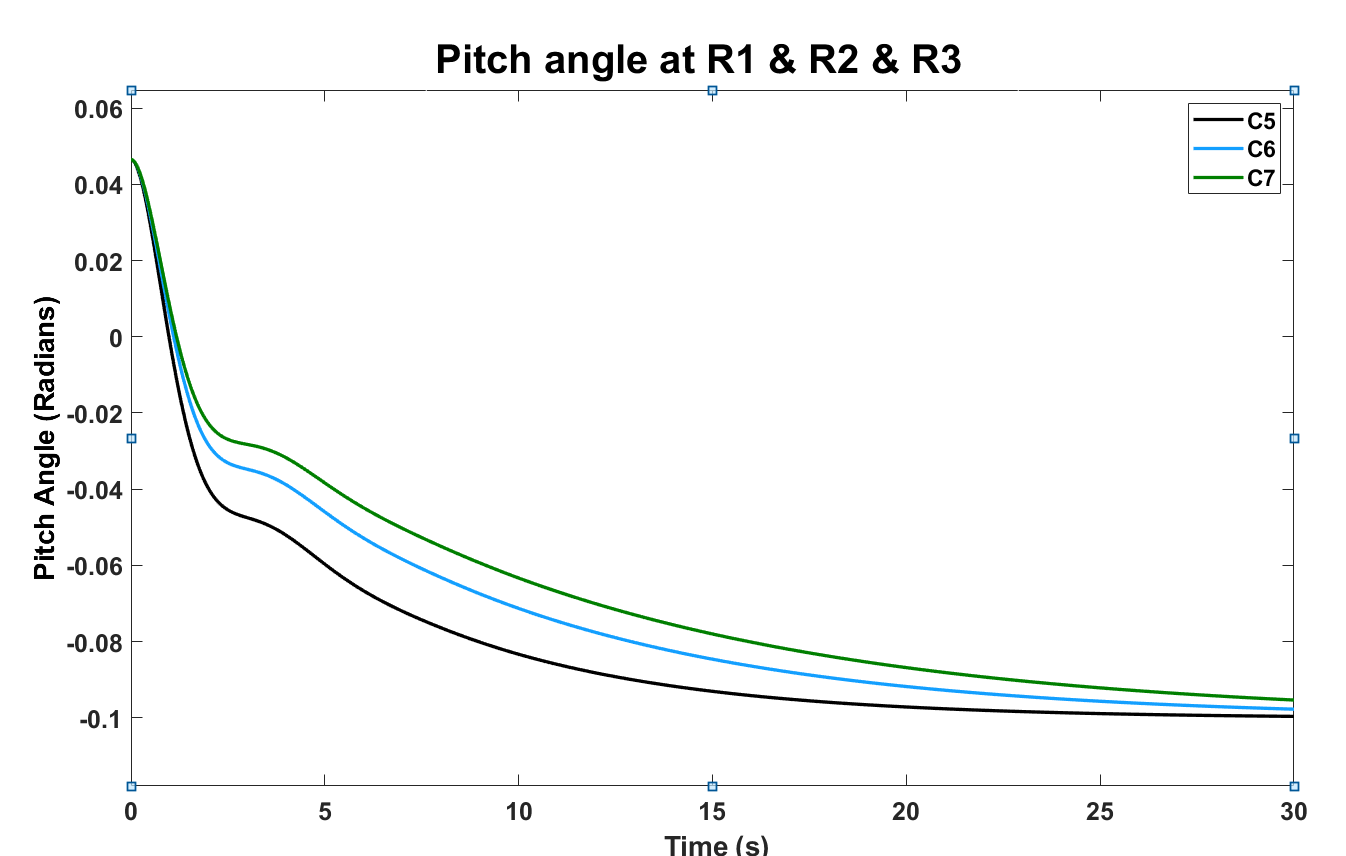 Pitch angle at R1 & R2 & R3
C5
C6
C7
0.06
0.04
0.02
0
-0.02
-0.04
-0.06
-0.08
-0.1
Pitch Angle (Radians)
0 5 10 15 20 25 30
Time (s)